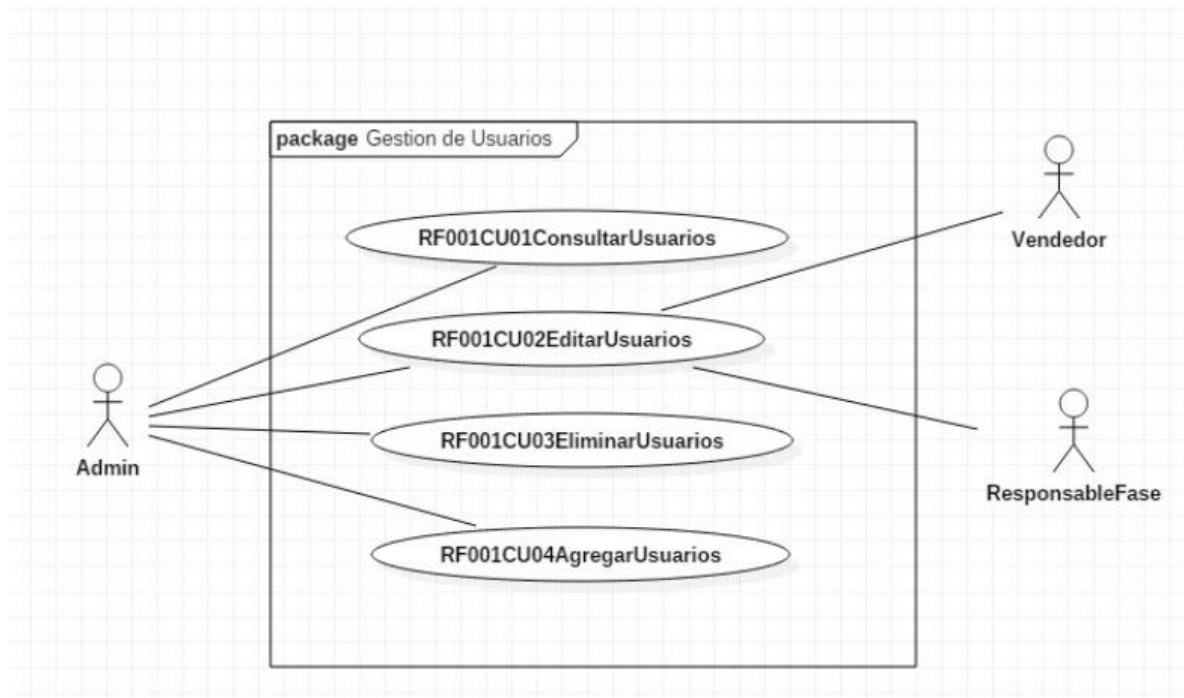 package Gestion de Usuarios
RF001CU01ConsultarUsuarios
Vendedor
RF001CU02EditarUsuarios
RF001CU03EliminarUsuarios
Admin
ResponsableFase
RF001CU04AgregarUsuarios